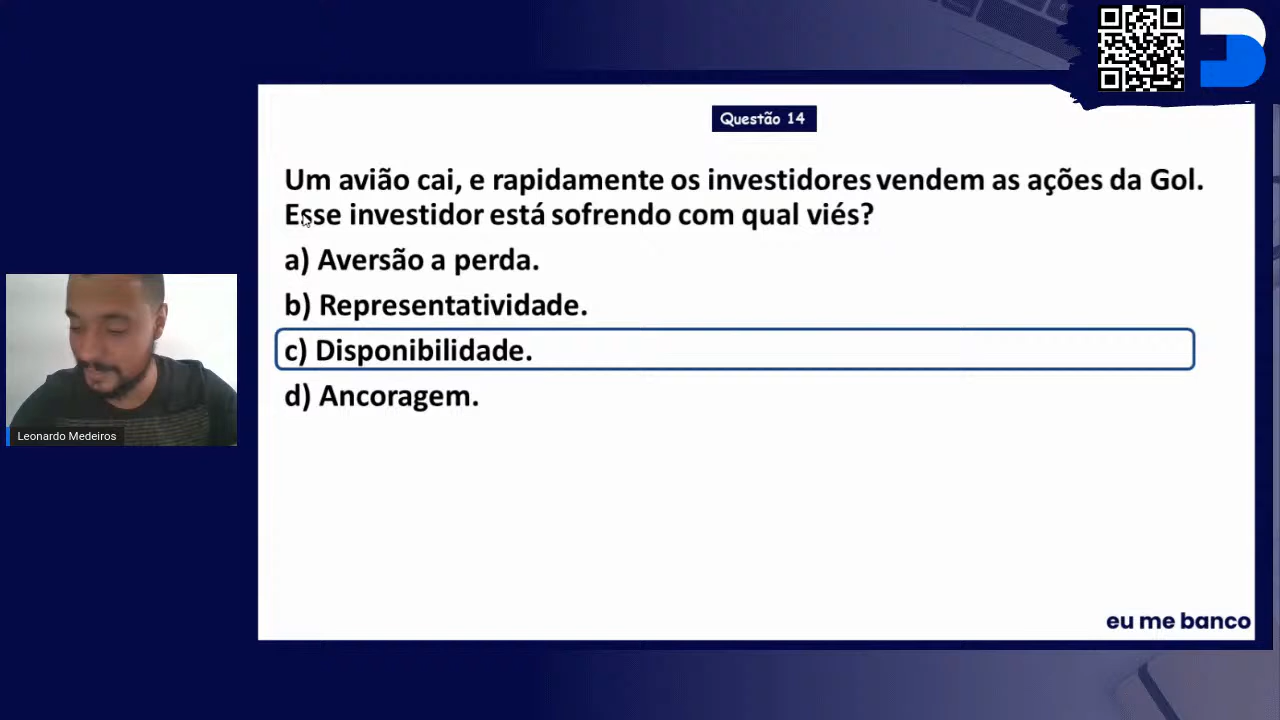 Questão 14
Um avião cai, e rapidamente os investidores vendem as ações da Gol.
Esse investidor está sofrendo com qual viés?
a) Aversão a perda.
b) Representatividade.
c) Disponibilidade.
d) Ancoragem.
Leonardo Medeiros
eu me banco